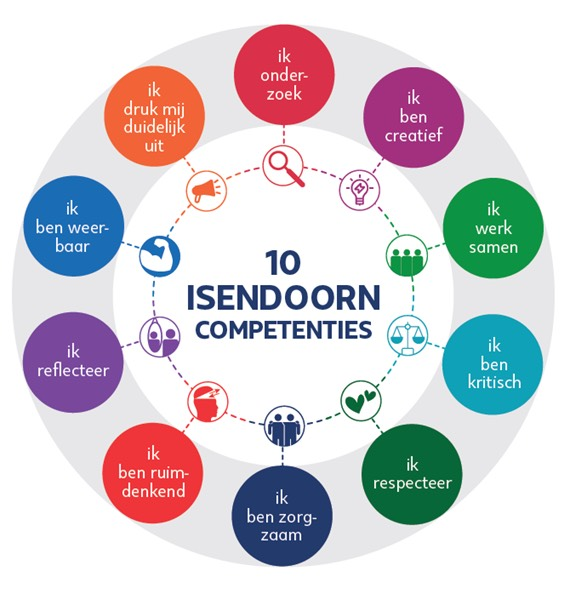 ik
onder-
zoek
ik
ben
creatief
ik
werk
samen
ik
ben
kritisch
ik
respecteer
ik
ben zorg-
zaam
ik
ben ruim-
denkend
ik
reflecteer
ik
ben weer-
baar
ik
druk mij
duidelijk
uit
10
ISENDOORN
COMPETENTIES